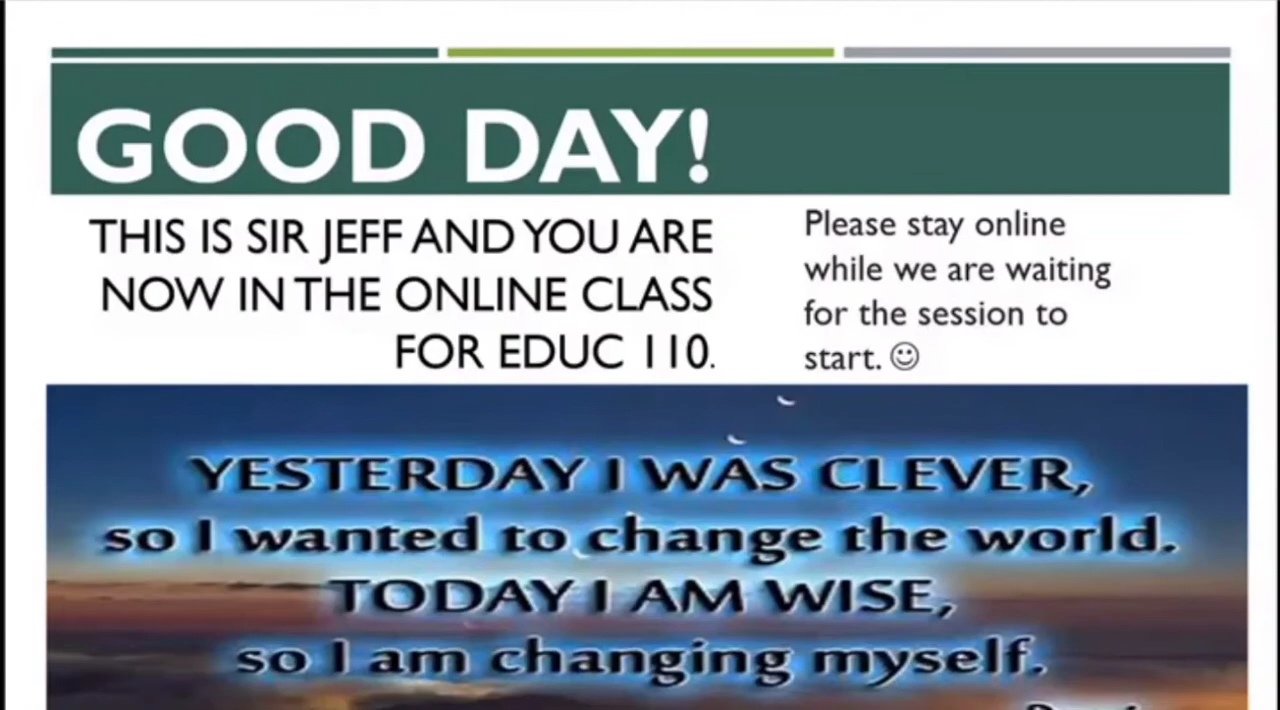 GOOD DAY!
THIS IS SIR JEFF AND YOU ARE
NOW IN THE ONLINE CLASS
FOR EDUC 110.
Please stay online
while we are waiting
for the session to
start. ☺
YESTERDAY I WAS CLEVER,
so I wanted to change the world.
TODAY I AM WISE,
so I am changing myself.